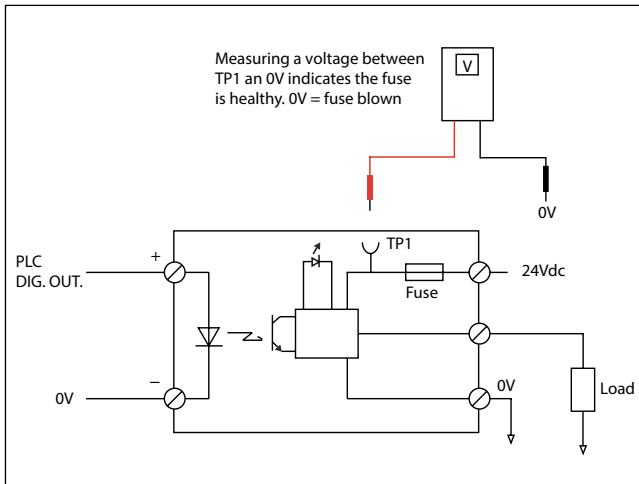 Measuring a voltage between
TP1 an 0V indicates the fuse
is healthy. 0V = fuse blown
V
0V
TP1
PLC
DIG. OUT.
+
Fuse
24Vdc
0V
−
0V
Load